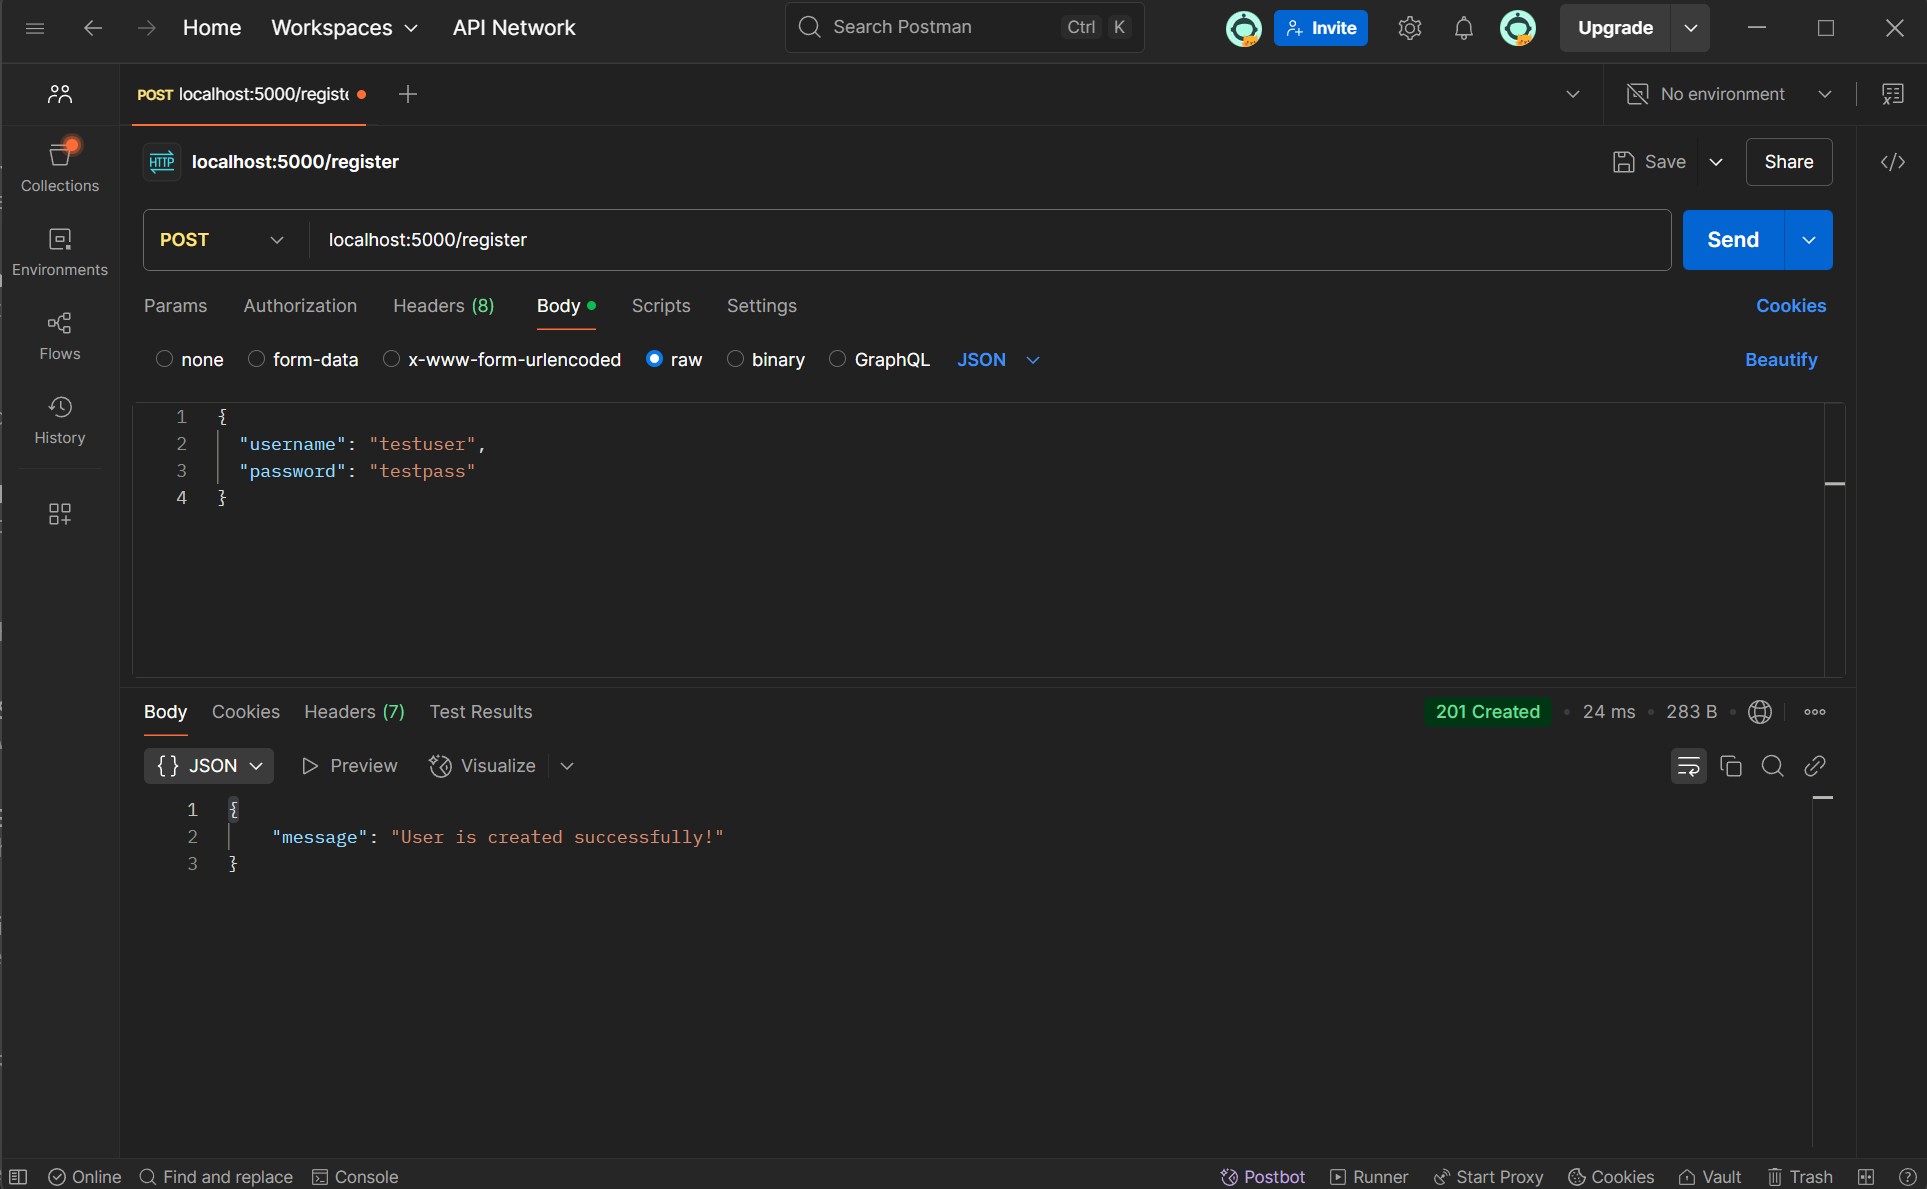 Home Workspaces API Network Search Postman Ctrl K Invite Upgrade
POST localhost:5000/registe No environment
Collections
Environments
Flows
History
HTTP localhost:5000/register Save Share
POST localhost:5000/register Send
Params Authorization Headers (8) Body Scripts Settings Cookies
none form-data x-www-form-urlencoded raw binary GraphQL JSON Beautify
1 {
2 "username": "testuser",
3 "password": "testpass"
4 }
Body Cookies Headers (7) Test Results 201 Created • 24 ms • 283 B •
{} JSON Preview Visualize
1 {
2 "message": "User is created successfully!"
3 }
Online Find and replace Console Postbot Runner Start Proxy Cookies Vault Trash